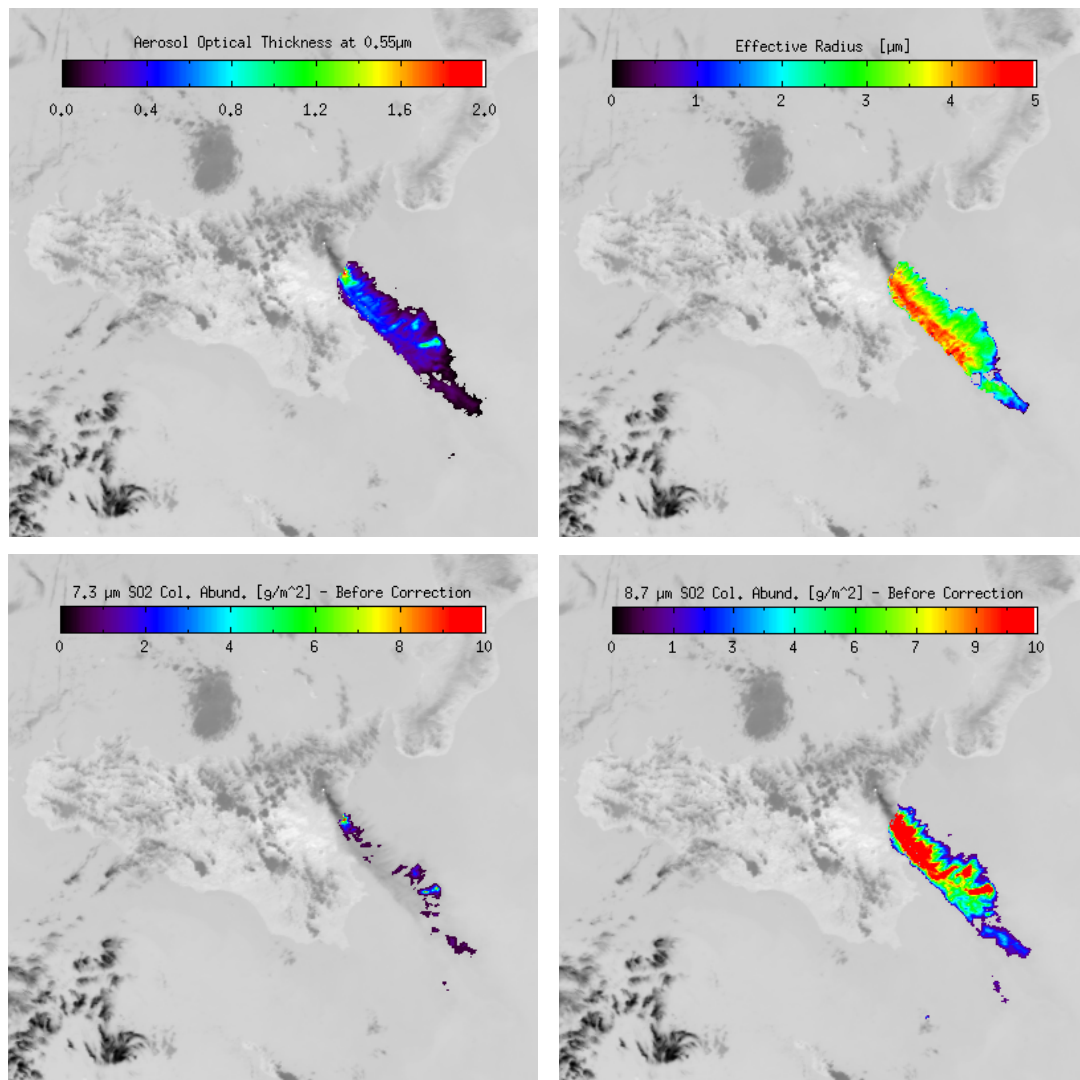 Aerosol Optical Thickness at 0.55µm
0.0 0.4 0.8 1.2 1.6 2.0
Effective Radius [µm]
0 1 2 3 4 5
7.3 µm SO2 Col. Abund. [g/m^2] - Before Correction
0 2 4 6 8 10
8.7 µm SO2 Col. Abund. [g/m^2] - Before Correction
0 1 3 4 6 7 9 10